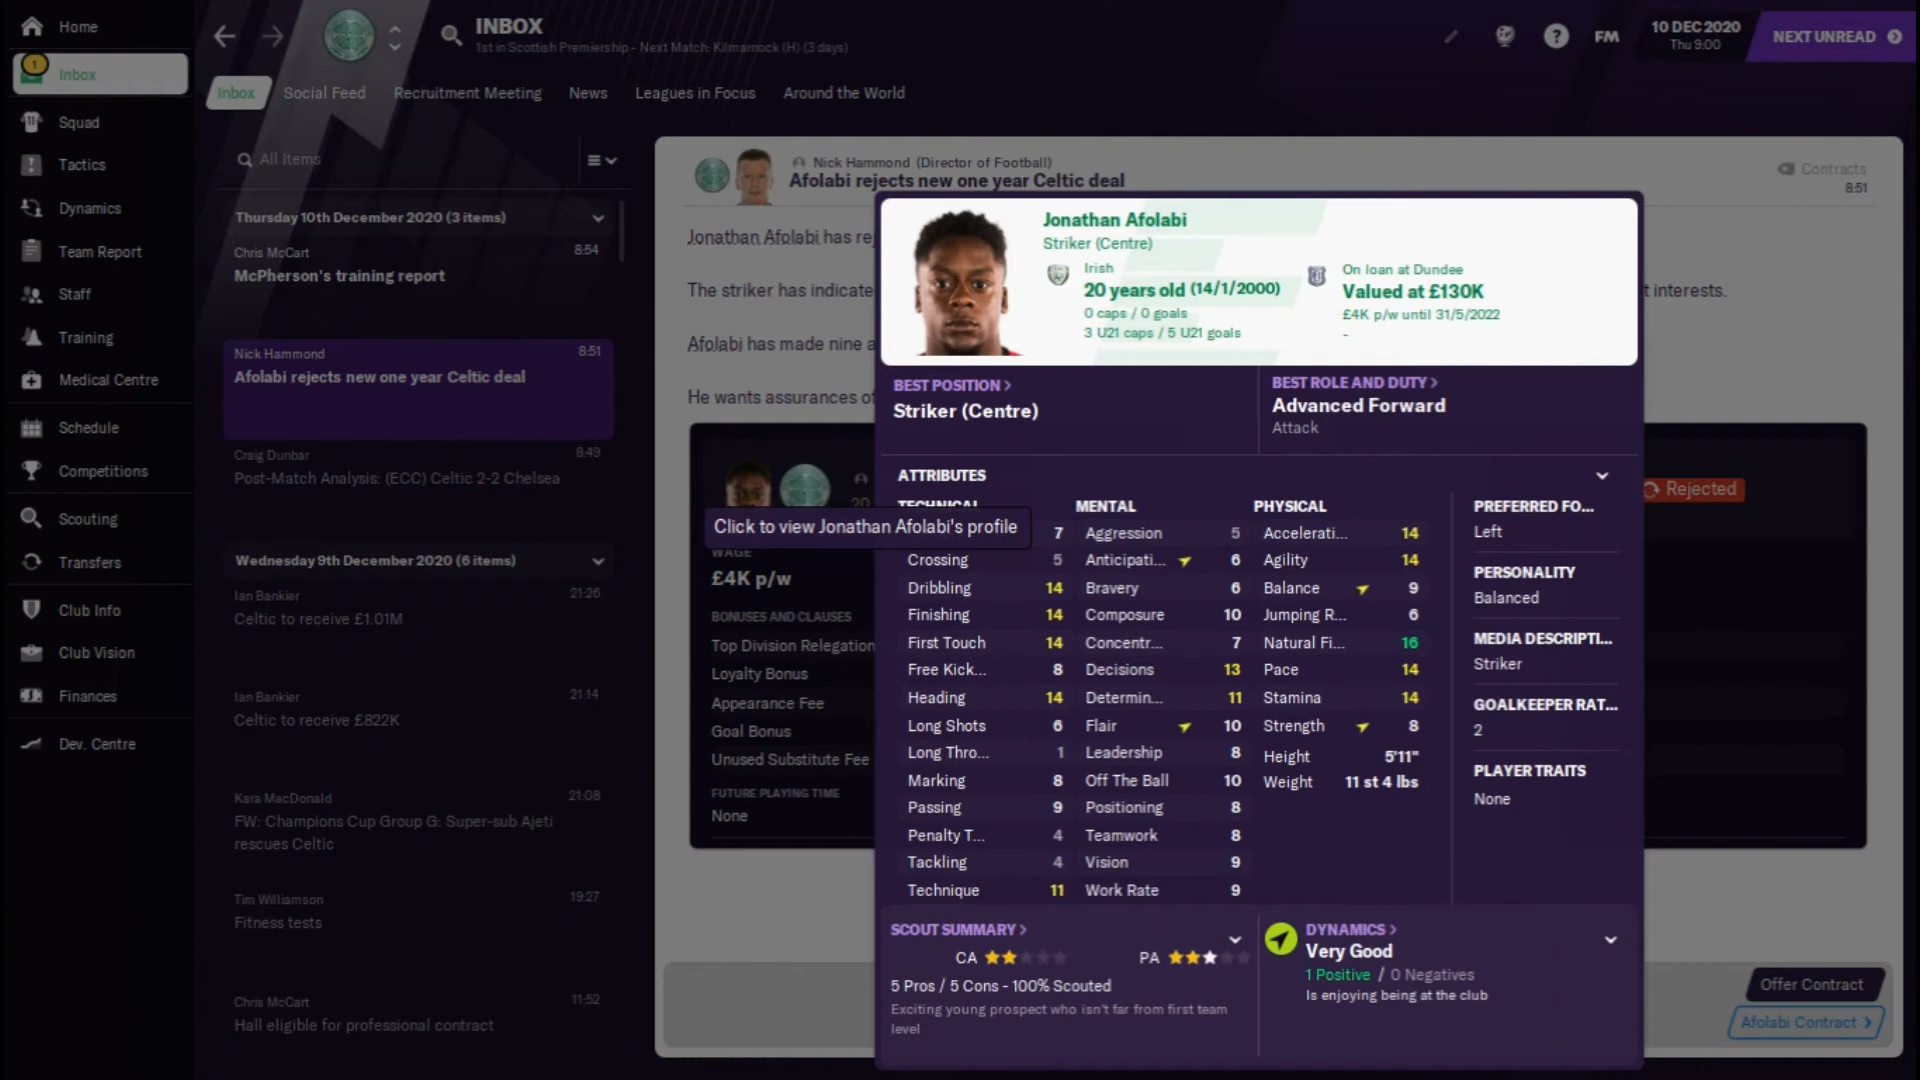 Home
Inbox
1
Squad
Tactics
Dynamics
Team Report
Staff
Training
Medical Centre
Schedule
Competitions
Scouting
Transfers
Club Info
Club Vision
Finances
Dev. Centre
INBOX
1st in Scottish Premiership - Next Match: Kilmarnock (H) (3 days)
FM
10 DEC 2020
Thu 9:00
NEXT UNREAD
Inbox
Social Feed
Recruitment Meeting
News
Leagues in Focus
Around the World
All Items
Thursday 10th December 2020 (3 items)
Chris McCart 8:54
McPherson's training report
Nick Hammond 8:51
Afolabi rejects new one year Celtic deal
Craig Dunbar 8:49
Post-Match Analysis: (ECC) Celtic 2-2 Chelsea
Wednesday 9th December 2020 (6 items)
Ian Bankier 21:26
Celtic to receive £1.01M
Ian Bankier 21:14
Celtic to receive £822K
Kara MacDonald 21:08
FW: Champions Cup Group G: Super-sub Ajeti
rescues Celtic
Tim Williamson 19:27
Fitness tests
Chris McCart 11:52
Hall eligible for professional contract
Nick Hammond (Director of Football)
Afolabi rejects new one year Celtic deal
Contracts
8:51
Jonathan Afolabi has
The striker has indicate
t interests.
Afolabi has made nine a
He wants assurances of
20
WAGE
£4K p/w
BONUSES AND CLAUSES
Top Division Relegation
Loyalty Bonus
Appearance Fee
Goal Bonus
Unused Substitute Fee
FUTURE PLAYING TIME
None
Rejected
Offer Contract
Afolabi Contract >
Click to view Jonathan Afolabi's profile
Jonathan Afolabi
Striker (Centre)
Irish
20 years old (14/1/2000)
0 caps / 0 goals
3 U21 caps / 5 U21 goals
On loan at Dundee
Valued at £130K
£4K p/w until 31/5/2022
-
BEST POSITION >
Striker (Centre)
BEST ROLE AND DUTY >
Advanced Forward
Attack
ATTRIBUTES
TECHNICAL
7
Crossing 5
Dribbling 14
Finishing 14
First Touch 14
Free Kick... 8
Heading 14
Long Shots 6
Long Thro... 1
Marking 8
Passing 9
Penalty T... 4
Tackling 4
Technique 11
MENTAL
Aggression 5
Anticipati... 6
Bravery 6
Composure 10
Concentr... 7
Decisions 13
Determin... 11
Flair 10
Leadership 8
Off The Ball 10
Positioning 8
Teamwork 8
Vision 9
Work Rate 9
PHYSICAL
Accelerati... 14
Agility 14
Balance 9
Jumping R... 6
Natural Fi... 16
Pace 14
Stamina 14
Strength 8
Height 5'11"
Weight 11 st 4 lbs
PREFERRED FO...
Left
PERSONALITY
Balanced
MEDIA DESCRIPTI...
Striker
GOALKEEPER RAT...
2
PLAYER TRAITS
None
SCOUT SUMMARY >
CA
PA
5 Pros / 5 Cons - 100% Scouted
Exciting young prospect who isn't far from first team
level
DYNAMICS >
Very Good
1 Positive / 0 Negatives
Is enjoying being at the club